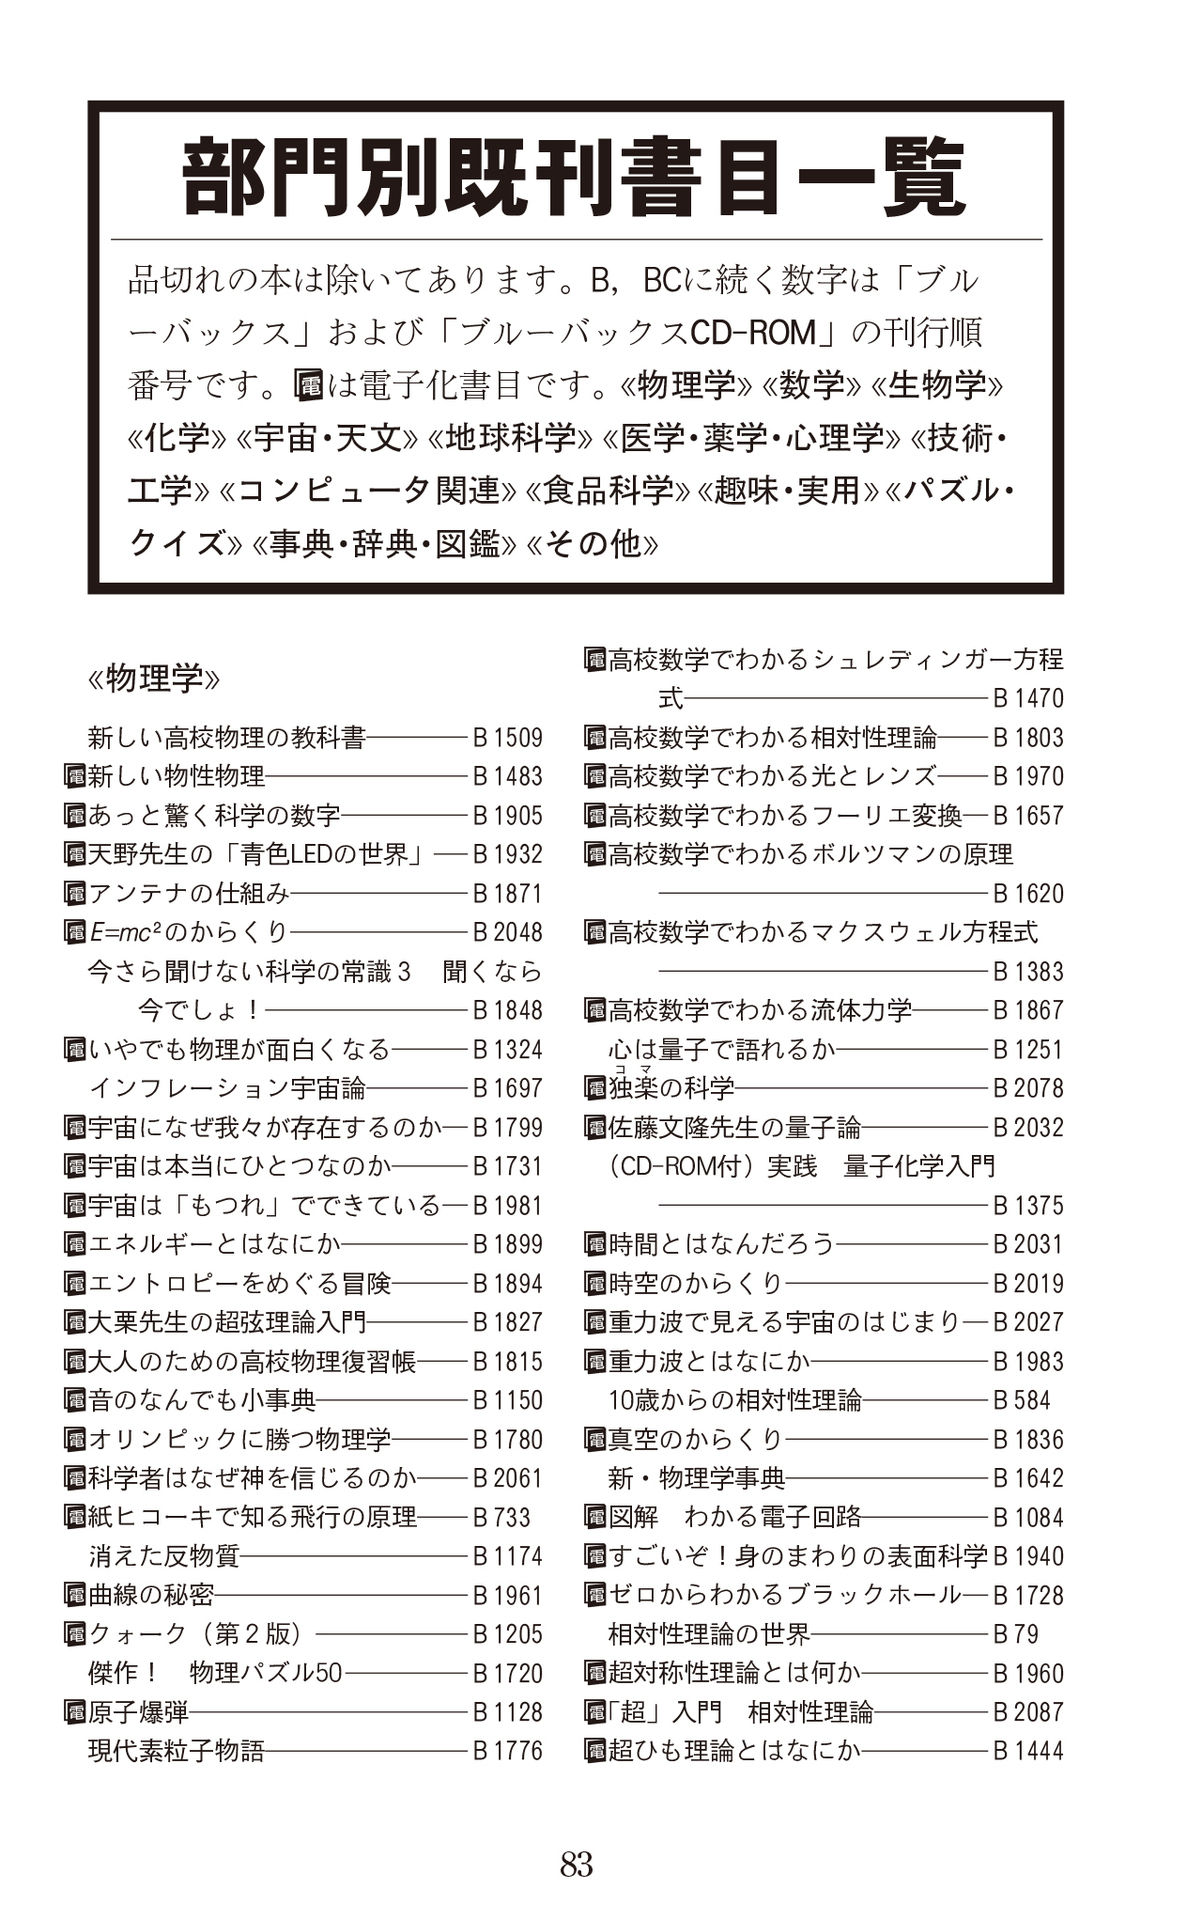 部門別既刊書目一覧
品切れの本は除いてあります。B，BCに続く数字は「ブル
ーバックス」および「ブルーバックスCD-ROM」の刊行順
番号です。電は電子化書目です。《物理学》《数学》《生物学》
《化学》《宇宙・天文》《地球科学》《医学・薬学・心理学》《技術・
工学》《コンピュータ関連》《食品科学》《趣味・実用》《パズル・
クイズ》《事典・辞典・図鑑》《その他》
《物理学》
新しい高校物理の教科書――――B 1509
電新しい物性物理――――――――B 1483
電あっと驚く科学の数字―――――B 1905
電天野先生の「青色LEDの世界」―B 1932
電アンテナの仕組み―――――――B 1871
電E=mc²のからくり―――――――B 2048
今さら聞けない科学の常識３　聞くなら
今でしょ！――――――――B 1848
電いやでも物理が面白くなる―――B 1324
インフレーション宇宙論――――B 1697
電宇宙になぜ我々が存在するのか―B 1799
電宇宙は本当にひとつなのか―――B 1731
電宇宙は「もつれ」でできている―B 1981
電エネルギーとはなにか―――――B 1899
電エントロピーをめぐる冒険―――B 1894
電大栗先生の超弦理論入門――――B 1827
電大人のための高校物理復習帳――B 1815
電音のなんでも小事典――――――B 1150
電オリンピックに勝つ物理学―――B 1780
電科学者はなぜ神を信じるのか――B 2061
電紙ヒコーキで知る飛行の原理――B 733
消えた反物質―――――――――B 1174
電曲線の秘密――――――――――B 1961
電クォーク（第２版）――――――B 1205
傑作！　物理パズル50―――――B 1720
電原子爆弾―――――――――――B 1128
現代素粒子物語――――――――B 1776
電高校数学でわかるシュレディンガー方程
式――――――――――――B 1470
電高校数学でわかる相対性理論――B 1803
電高校数学でわかる光とレンズ――B 1970
電高校数学でわかるフーリエ変換―B 1657
電高校数学でわかるボルツマンの原理
―――――――――――――B 1620
電高校数学でわかるマクスウェル方程式
―――――――――――――B 1383
電高校数学でわかる流体力学―――B 1867
心は量子で語れるか――――――B 1251
コマ
電独楽の科学――――――――――B 2078
電佐藤文隆先生の量子論―――――B 2032
（CD-ROM付）実践　量子化学入門
―――――――――――――B 1375
電時間とはなんだろう――――――B 2031
電時空のからくり――――――――B 2019
電重力波で見える宇宙のはじまり―B 2027
電重力波とはなにか―――――――B 1983
10歳からの相対性理論―――――B 584
電真空のからくり――――――――B 1836
新・物理学事典――――――――B 1642
電図解　わかる電子回路―――――B 1084
電すごいぞ！身のまわりの表面科学 B 1940
電ゼロからわかるブラックホール―B 1728
相対性理論の世界―――――――B 79
電超対称性理論とは何か―――――B 1960
電「超」入門　相対性理論――――B 2087
電超ひも理論とはなにか―――――B 1444
83